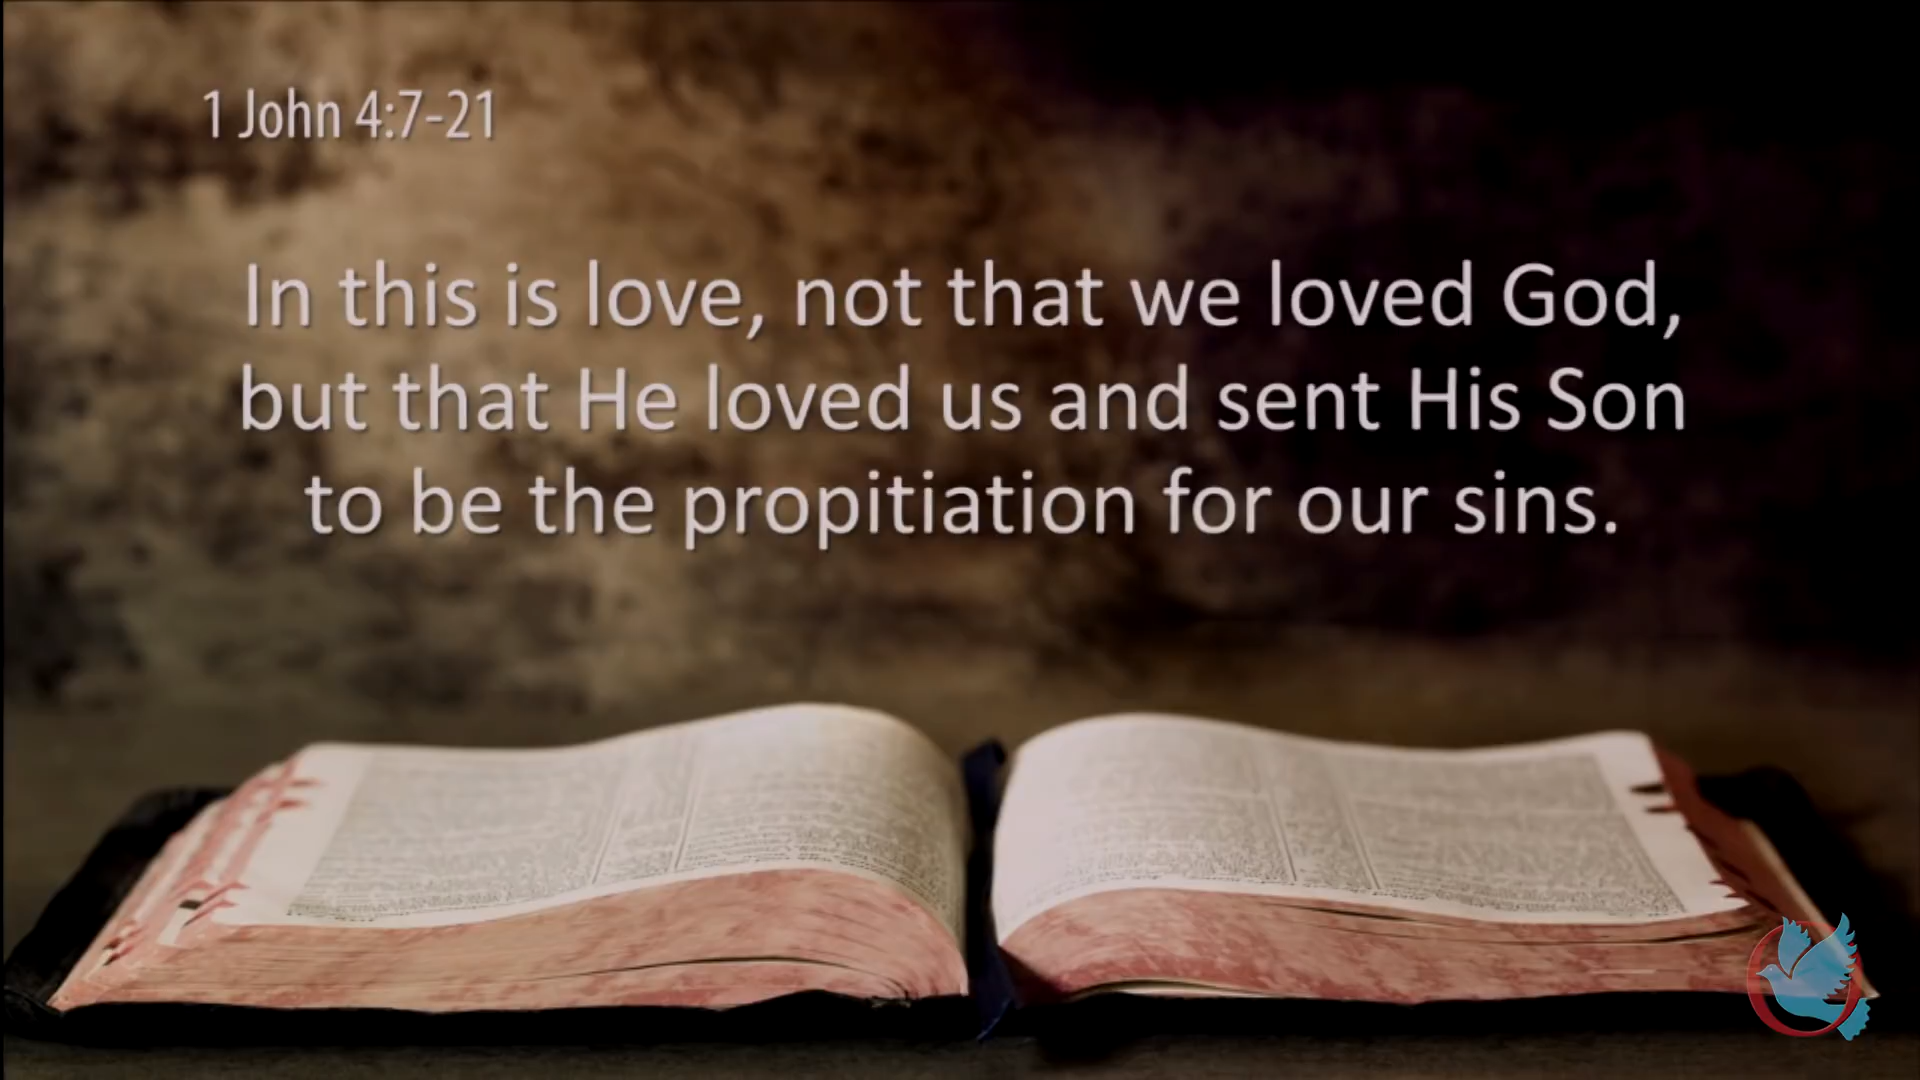 1 John 4:7-21
In this is love, not that we loved God,
but that He loved us and sent His Son
to be the propitiation for our sins.